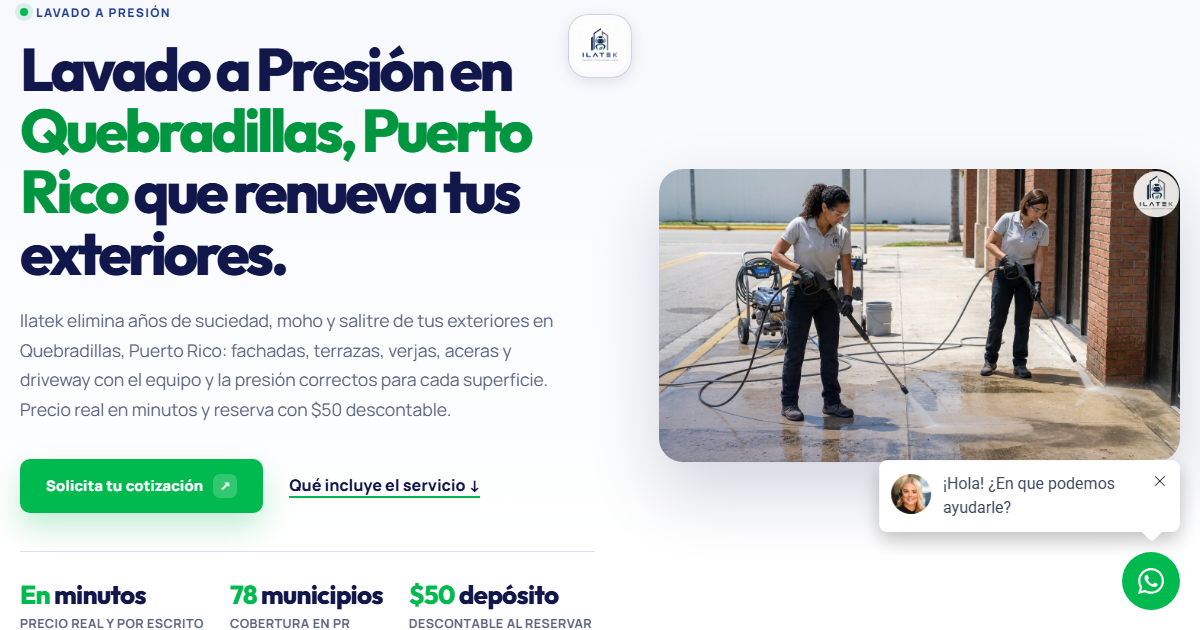 LAVADO A PRESIÓN
ILATEK
Lavado a Presión en
Quebradillas, Puerto
Rico que renueva tus
exteriores.
Ilatek elimina años de suciedad, moho y salitre de tus exteriores en
Quebradillas, Puerto Rico: fachadas, terrazas, verjas, aceras y
driveway con el equipo y la presión correctos para cada superficie.
Precio real en minutos y reserva con $50 descontable.
Solicita tu cotización ↗
Qué incluye el servicio ↓
En minutos
PRECIO REAL Y POR ESCRITO
78 municipios
COBERTURA EN PR
$50 depósito
DESCONTABLE AL RESERVAR
ILATEK
¡Hola! ¿En que podemos
ayudarle?